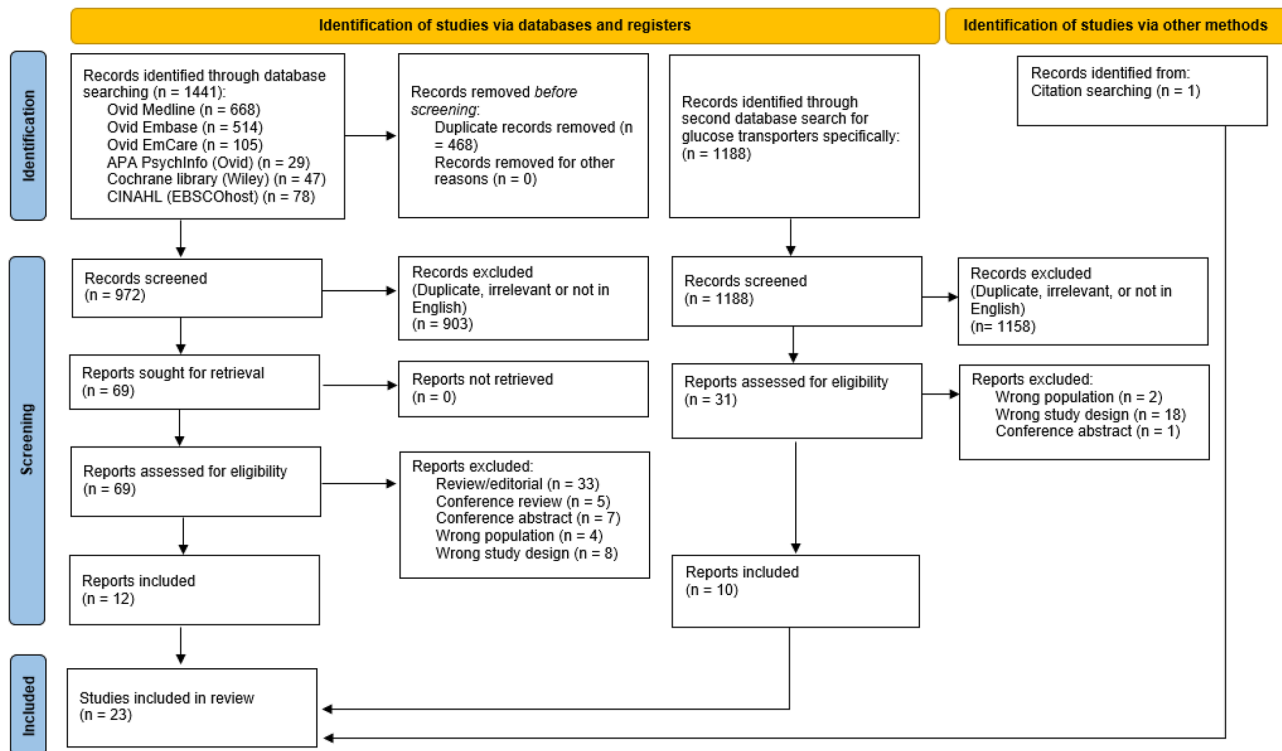 Identification of studies via databases and registers
Identification of studies via other methods
Identification
Records identified through database
searching (n = 1441):
Ovid Medline (n = 668)
Ovid Embase (n = 514)
Ovid EmCare (n = 105)
APA PsychInfo (Ovid) (n = 29)
Cochrane library (Wiley) (n = 47)
CINAHL (EBSCOhost) (n = 78)
Records removed before
screening:
Duplicate records removed (n
= 468)
Records removed for other
reasons (n = 0)
Records identified through
second database search for
glucose transporters specifically:
(n = 1188)
Records identified from:
Citation searching (n = 1)
Screening
Records screened
(n = 972)
Records excluded
(Duplicate, irrelevant or not in
English)
(n = 903)
Records screened
(n = 1188)
Records excluded
(Duplicate, irrelevant, or not in
English)
(n= 1158)
Reports sought for retrieval
(n = 69)
Reports not retrieved
(n = 0)
Reports assessed for eligibility
(n = 31)
Reports excluded:
Wrong population (n = 2)
Wrong study design (n = 18)
Conference abstract (n = 1)
Reports assessed for eligibility
(n = 69)
Reports excluded:
Review/editorial (n = 33)
Conference review (n = 5)
Conference abstract (n = 7)
Wrong population (n = 4)
Wrong study design (n = 8)
Reports included
(n = 12)
Reports included
(n = 10)
Included
Studies included in review
(n = 23)